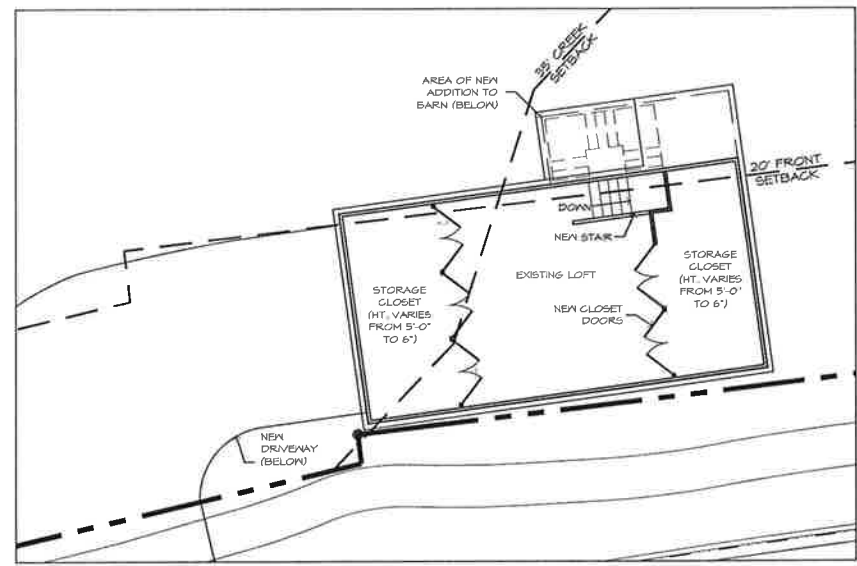 35' CREEK
SETBACK
AREA OF NEW
ADDITION TO
BARN (BELOW)
20' FRONT
SETBACK
DOWN
NEW STAIR
EXISTING LOFT
STORAGE
CLOSET
(HT. VARIES
FROM 5'-0"
TO 6")
STORAGE
CLOSET
(HT. VARIES
FROM 5'-0"
TO 6")
NEW CLOSET
DOORS
NEW
DRIVEWAY
(BELOW)